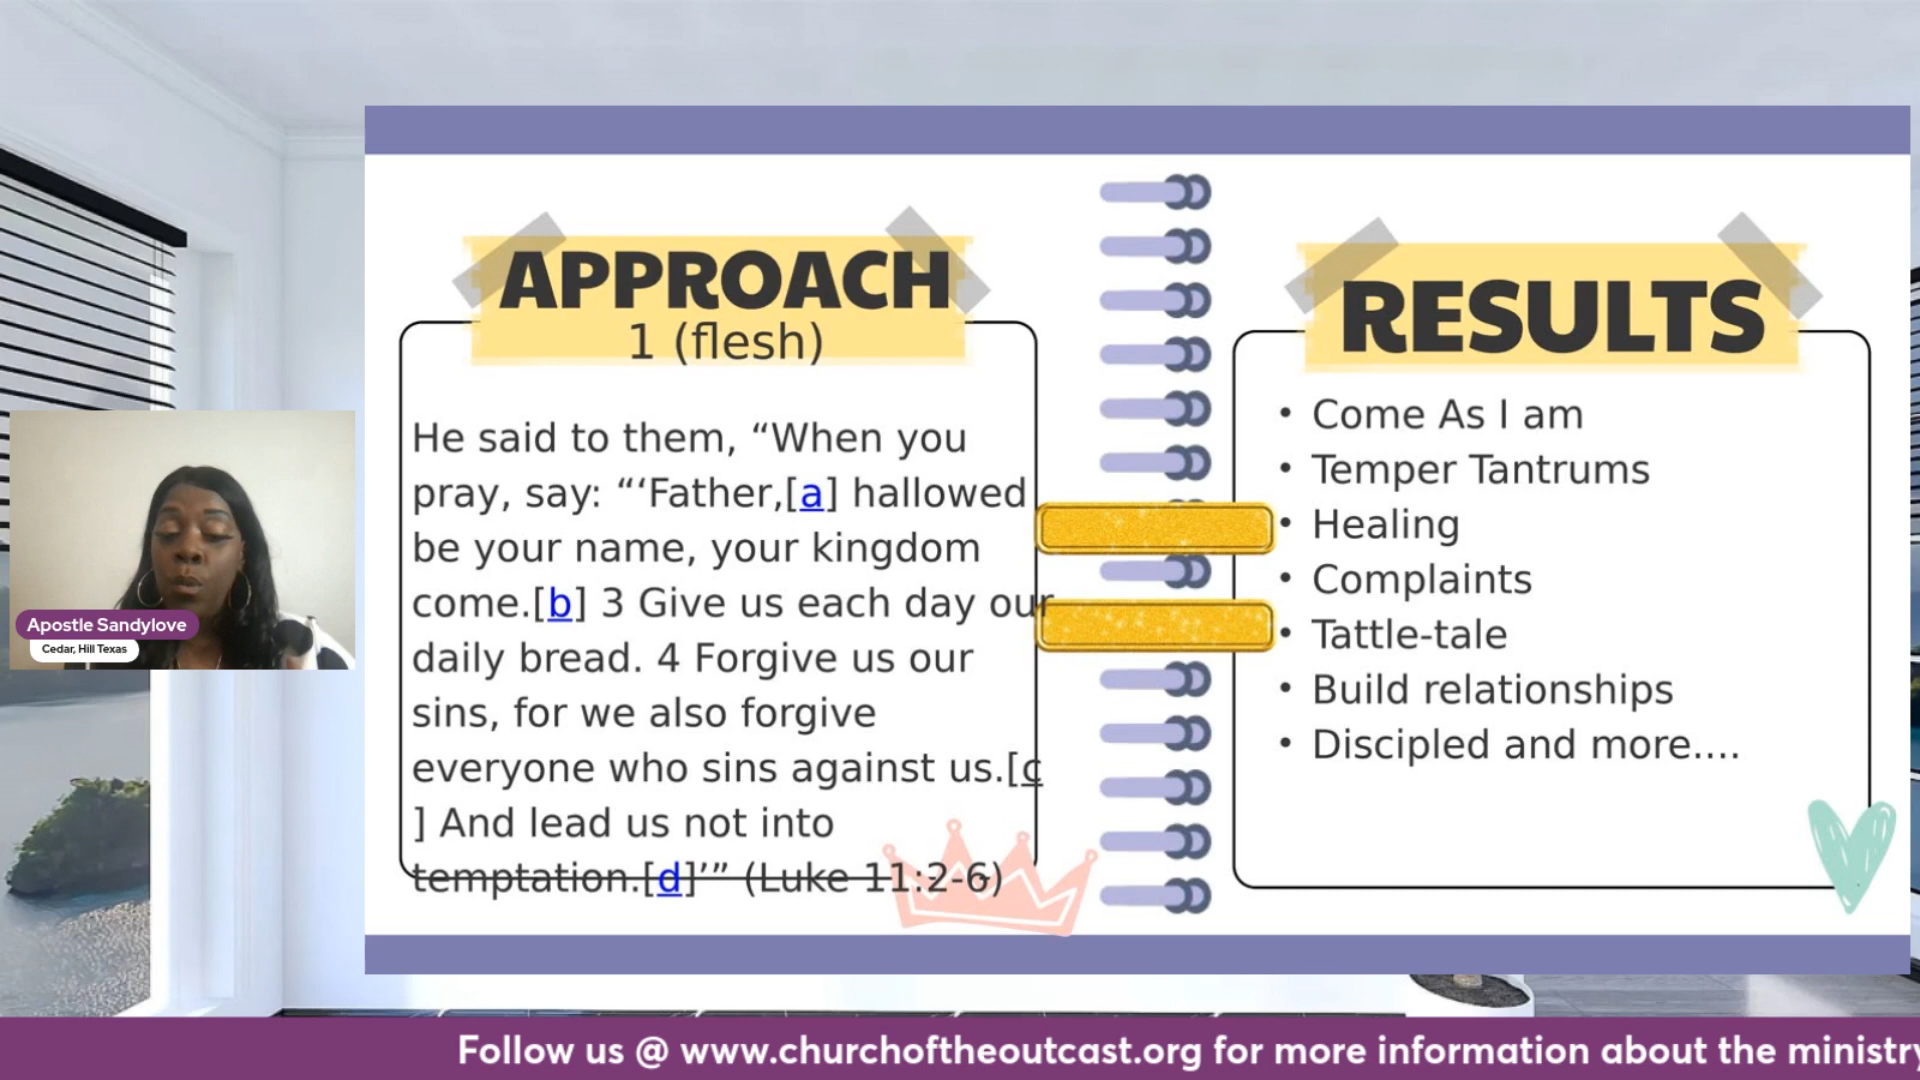 APPROACH
1 (flesh)
He said to them, “When you
pray, say: “‘Father,[a] hallowed
be your name, your kingdom
come.[b] 3 Give us each day our
daily bread. 4 Forgive us our
sins, for we also forgive
everyone who sins against us.[c
] And lead us not into
temptation.[d]’” (Luke 11:2-6)
RESULTS
• Come As I am
• Temper Tantrums
• Healing
• Complaints
• Tattle-tale
• Build relationships
• Discipled and more....
Apostle Sandylove
Cedar, Hill Texas
Follow us @ www.churchoftheoutcast.org for more information about the ministry